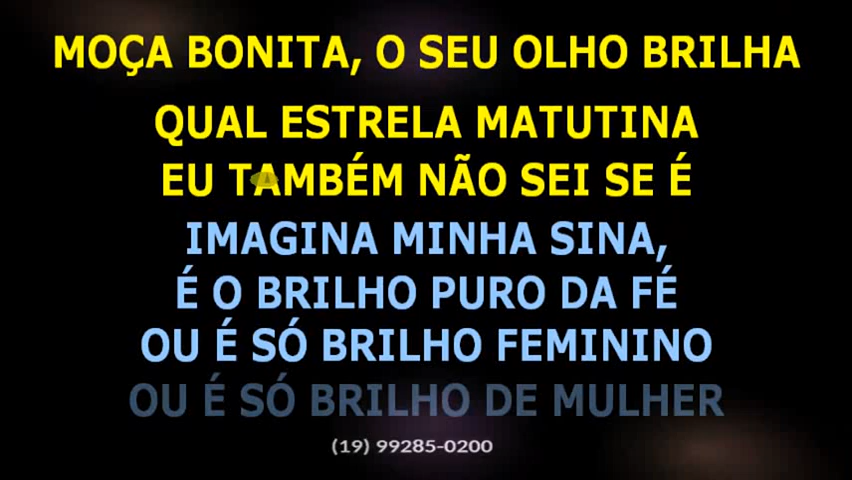 MOÇA BONITA, O SEU OLHO BRILHA
QUAL ESTRELA MATUTINA
EU TAMBÉM NÃO SEI SE É
IMAGINA MINHA SINA,
É O BRILHO PURO DA FÉ
OU É SÓ BRILHO FEMININO
OU É SÓ BRILHO DE MULHER
(19) 99285-0200